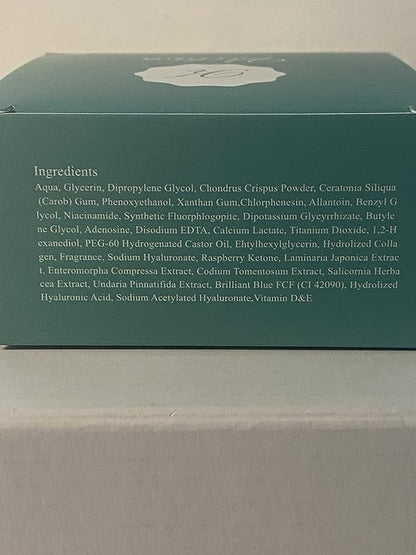 Ingredients
Aqua, Glycerin, Dipropylene Glycol, Chondrus Crispus Powder, Ceratonia Siliqua
(Carob) Gum, Phenoxyethanol, Xanthan Gum,Chlorphenesin, Allantoin, Benzyl G
lycol, Niacinamide, Synthetic Fluorphlogopite, Dipotassium Glycyrrhizate, Butyle
ne Glycol, Adenosine, Disodium EDTA, Calcium Lactate, Titanium Dioxide, 1,2-H
exanediol, PEG-60 Hydrogenated Castor Oil, Ehtylhexylglycerin, Hydrolized Colla
gen, Fragrance, Sodium Hyaluronate, Raspberry Ketone, Laminaria Japonica Extrac
t, Enteromorpha Compressa Extract, Codium Tomentosum Extract, Salicornia Herba
cea Extract, Undaria Pinnatifida Extract, Brilliant Blue FCF (CI 42090), Hydrolized
Hyaluronic Acid, Sodium Acetylated Hyaluronate,Vitamin D&E.